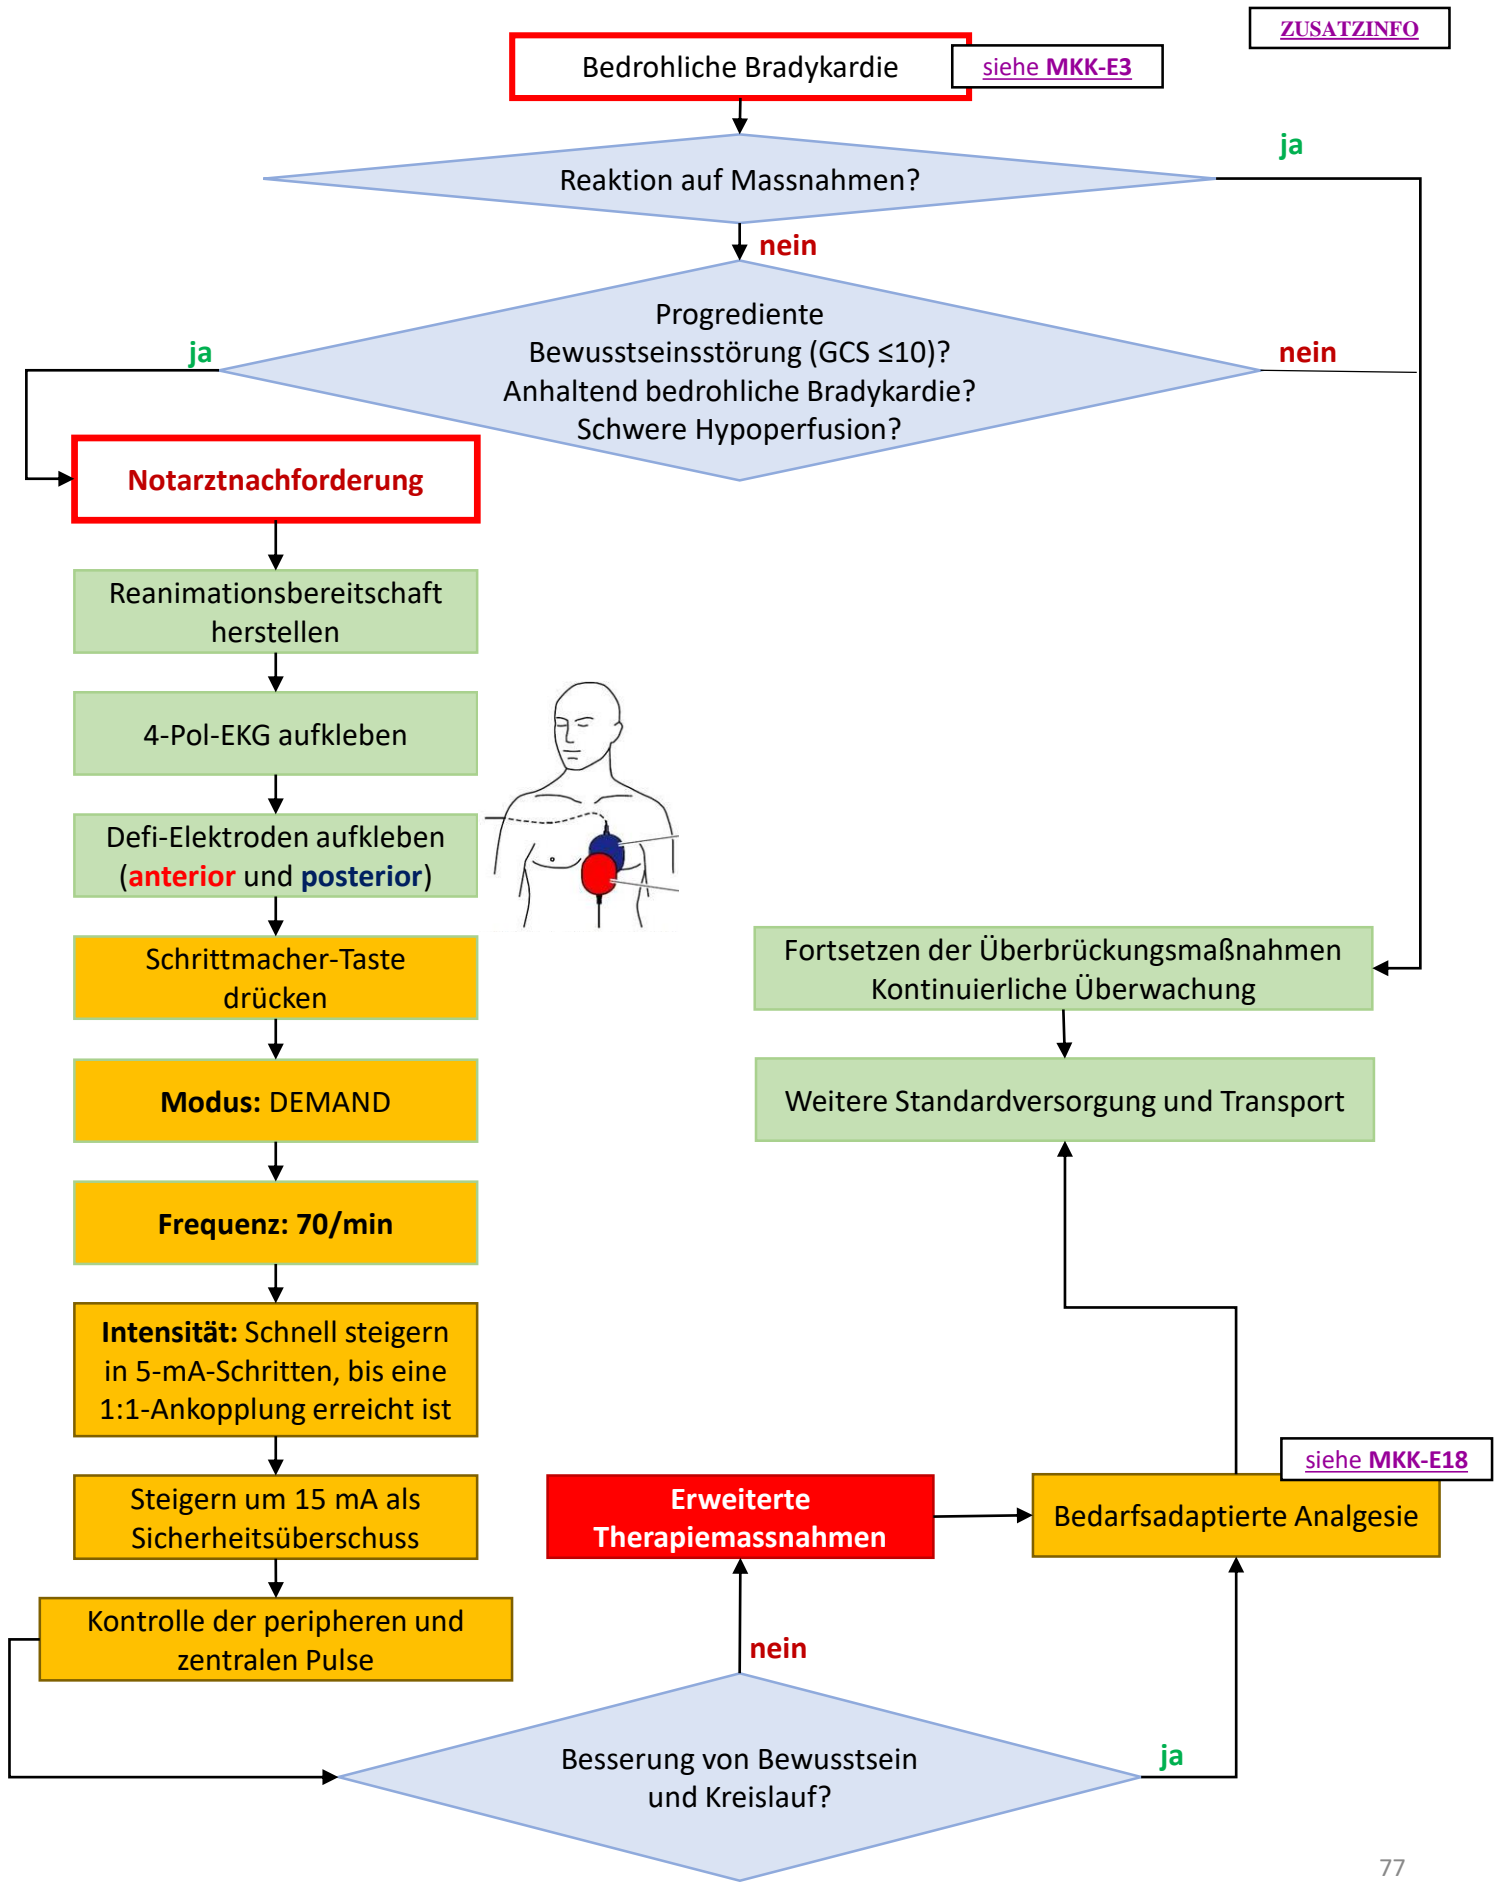 ZUSATZINFO
Bedrohliche Bradykardie
siehe MKK-E3
Reaktion auf Massnahmen?
ja
nein
Progrediente
Bewusstseinsstörung (GCS ≤10)?
Anhaltend bedrohliche Bradykardie?
Schwere Hypoperfusion?
ja
nein
Notarztnachforderung
Reanimationsbereitschaft
herstellen
4-Pol-EKG aufkleben
Defi-Elektroden aufkleben
(anterior und posterior)
Schrittmacher-Taste
drücken
Modus: DEMAND
Frequenz: 70/min
Intensität: Schnell steigern
in 5-mA-Schritten, bis eine
1:1-Ankopplung erreicht ist
Steigern um 15 mA als
Sicherheitsüberschuss
Kontrolle der peripheren und
zentralen Pulse
Fortsetzen der Überbrückungsmaßnahmen
Kontinuierliche Überwachung
Weitere Standardversorgung und Transport
siehe MKK-E18
Erweiterte
Therapiemassnahmen
Bedarfsadaptierte Analgesie
nein
ja
Besserung von Bewusstsein
und Kreislauf?
77